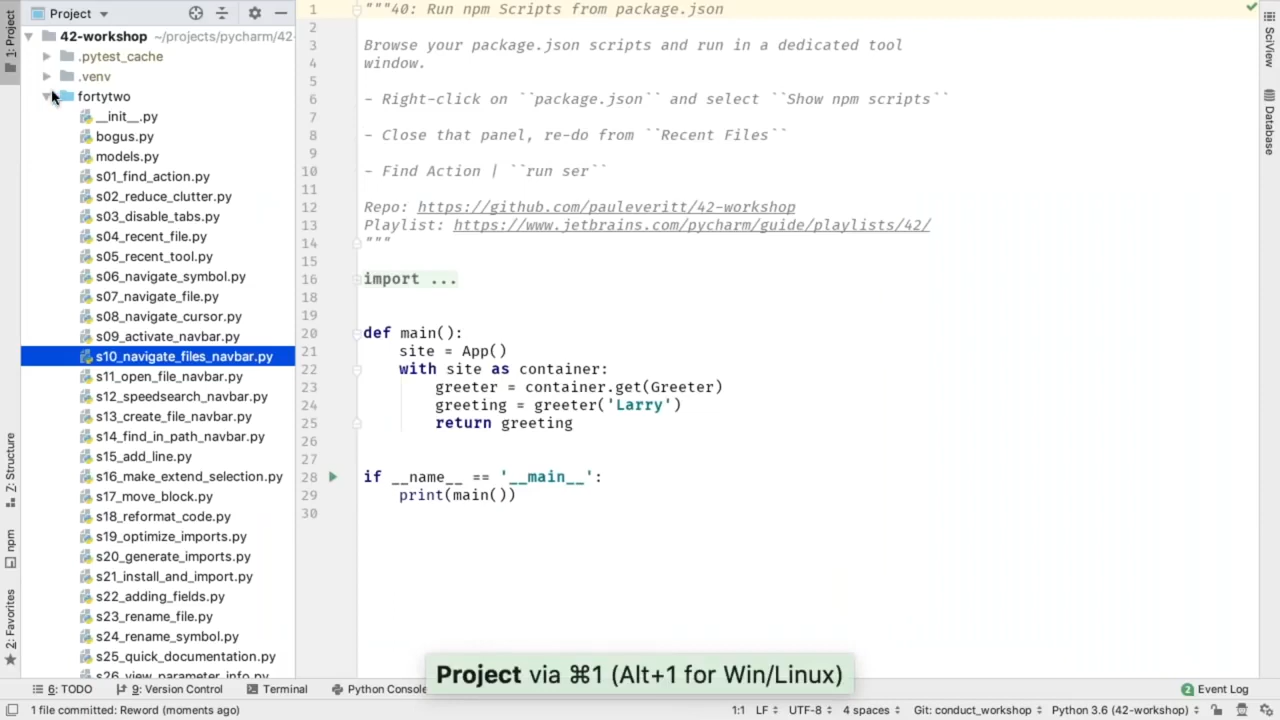 1: Project
Project
42-workshop ~/projects/pycharm/42-
.pytest_cache
.venv
fortytwo
__init__.py
bogus.py
models.py
s01_find_action.py
s02_reduce_clutter.py
s03_disable_tabs.py
s04_recent_file.py
s05_recent_tool.py
s06_navigate_symbol.py
s07_navigate_file.py
s08_navigate_cursor.py
s09_activate_navbar.py
s10_navigate_files_navbar.py
s11_open_file_navbar.py
s12_speedsearch_navbar.py
s13_create_file_navbar.py
s14_find_in_path_navbar.py
s15_add_line.py
s16_make_extend_selection.py
s17_move_block.py
s18_reformat_code.py
s19_optimize_imports.py
s20_generate_imports.py
s21_install_and_import.py
s22_adding_fields.py
s23_rename_file.py
s24_rename_symbol.py
s25_quick_documentation.py
s26_view_parameter_info.py
Z: Structure
npm
2: Favorites
1 """40: Run npm Scripts from package.json
2
3 Browse your package.json scripts and run in a dedicated tool
4 window.
5
6 - Right-click on ``package.json`` and select ``Show npm scripts``
7
8 - Close that panel, re-do from ``Recent Files``
9
10 - Find Action | ``run ser``
11
12 Repo: https://github.com/pauleveritt/42-workshop
13 Playlist: https://www.jetbrains.com/pycharm/guide/playlists/42/
14 """
15
16 import ...
18
19
20 def main():
21 site = App()
22 with site as container:
23 greeter = container.get(Greeter)
24 greeting = greeter('Larry')
25 return greeting
26
27
28 if __name__ == '__main__':
29 print(main())
30
SciView
Database
Project via ⌘1 (Alt+1 for Win/Linux)
6: TODO 9: Version Control Terminal Python Console 2 Event Log
1 file committed: Reword (moments ago) 1:1 LF UTF-8 4 spaces Git: conduct_workshop Python 3.6 (42-workshop)